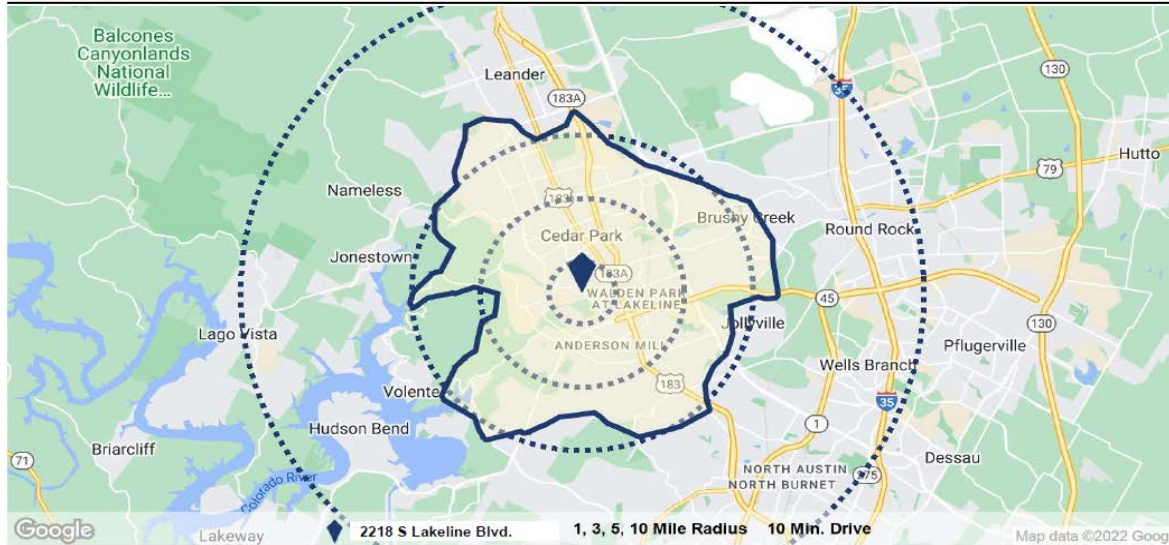 Balcones
Canyonlands
National
Wildlife...
Leander
183A
35
130
Hutto
79
Nameless
183
Brushy Creek
Cedar Park
Round Rock
Jonestown
183A
WALDEN PARK
AT LAKELINE
45
Lago Vista
Jollyville
130
ANDERSON MILL
Pflugerville
Wells Branch
Volente
183
35
Hudson Bend
1
Briarcliff
Dessau
71
NORTH AUSTIN
275
NORTH BURNET
Colorado River
Google
Lakeway
2218 S Lakeline Blvd.
1, 3, 5, 10 Mile Radius
10 Min. Drive
Map data ©2022 Goog